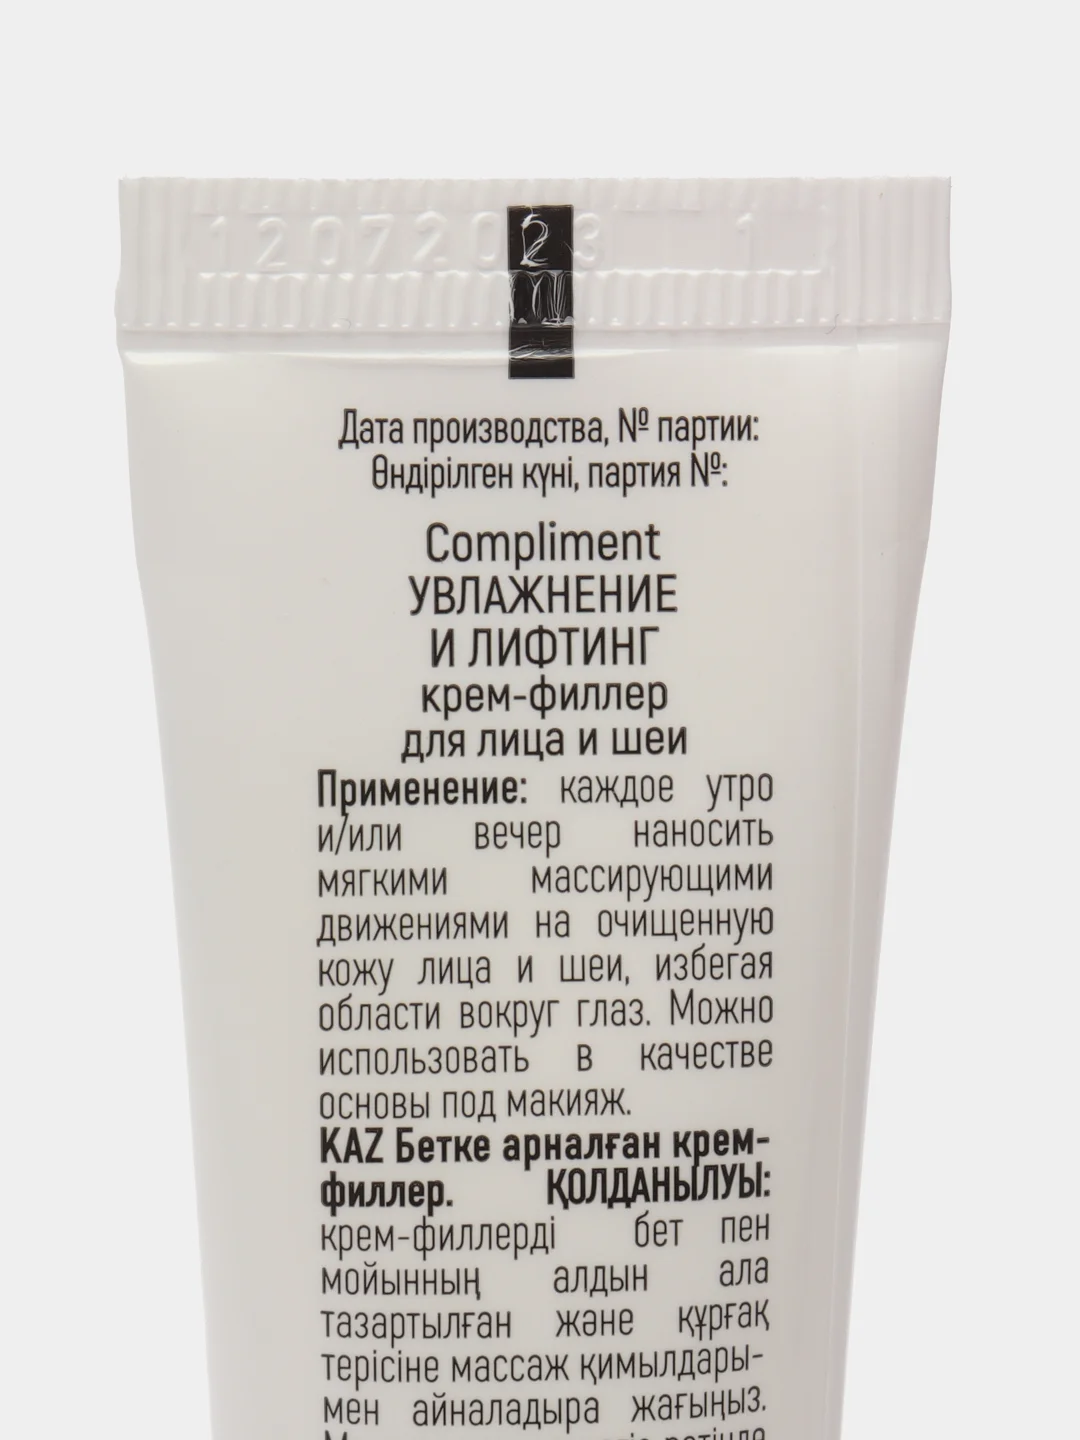 12072023 1
Дата производства, № партии:
Өндірілген күні, партия №:
Compliment
УВЛАЖНЕНИЕ
И ЛИФТИНГ
крем-филлер
для лица и шеи
Применение: каждое утро
и/или вечер наносить
мягкими массирующими
движениями на очищенную
кожу лица и шеи, избегая
области вокруг глаз. Можно
использовать в качестве
основы под макияж.
KAZ Бетке арналған крем-
филлер. ҚОЛДАНЫЛУЫ:
крем-филлерді бет пен
мойынның алдын ала
тазартылған және құрғақ
терісіне массаж қимылдары-
мен айналадыра жағыңыз.